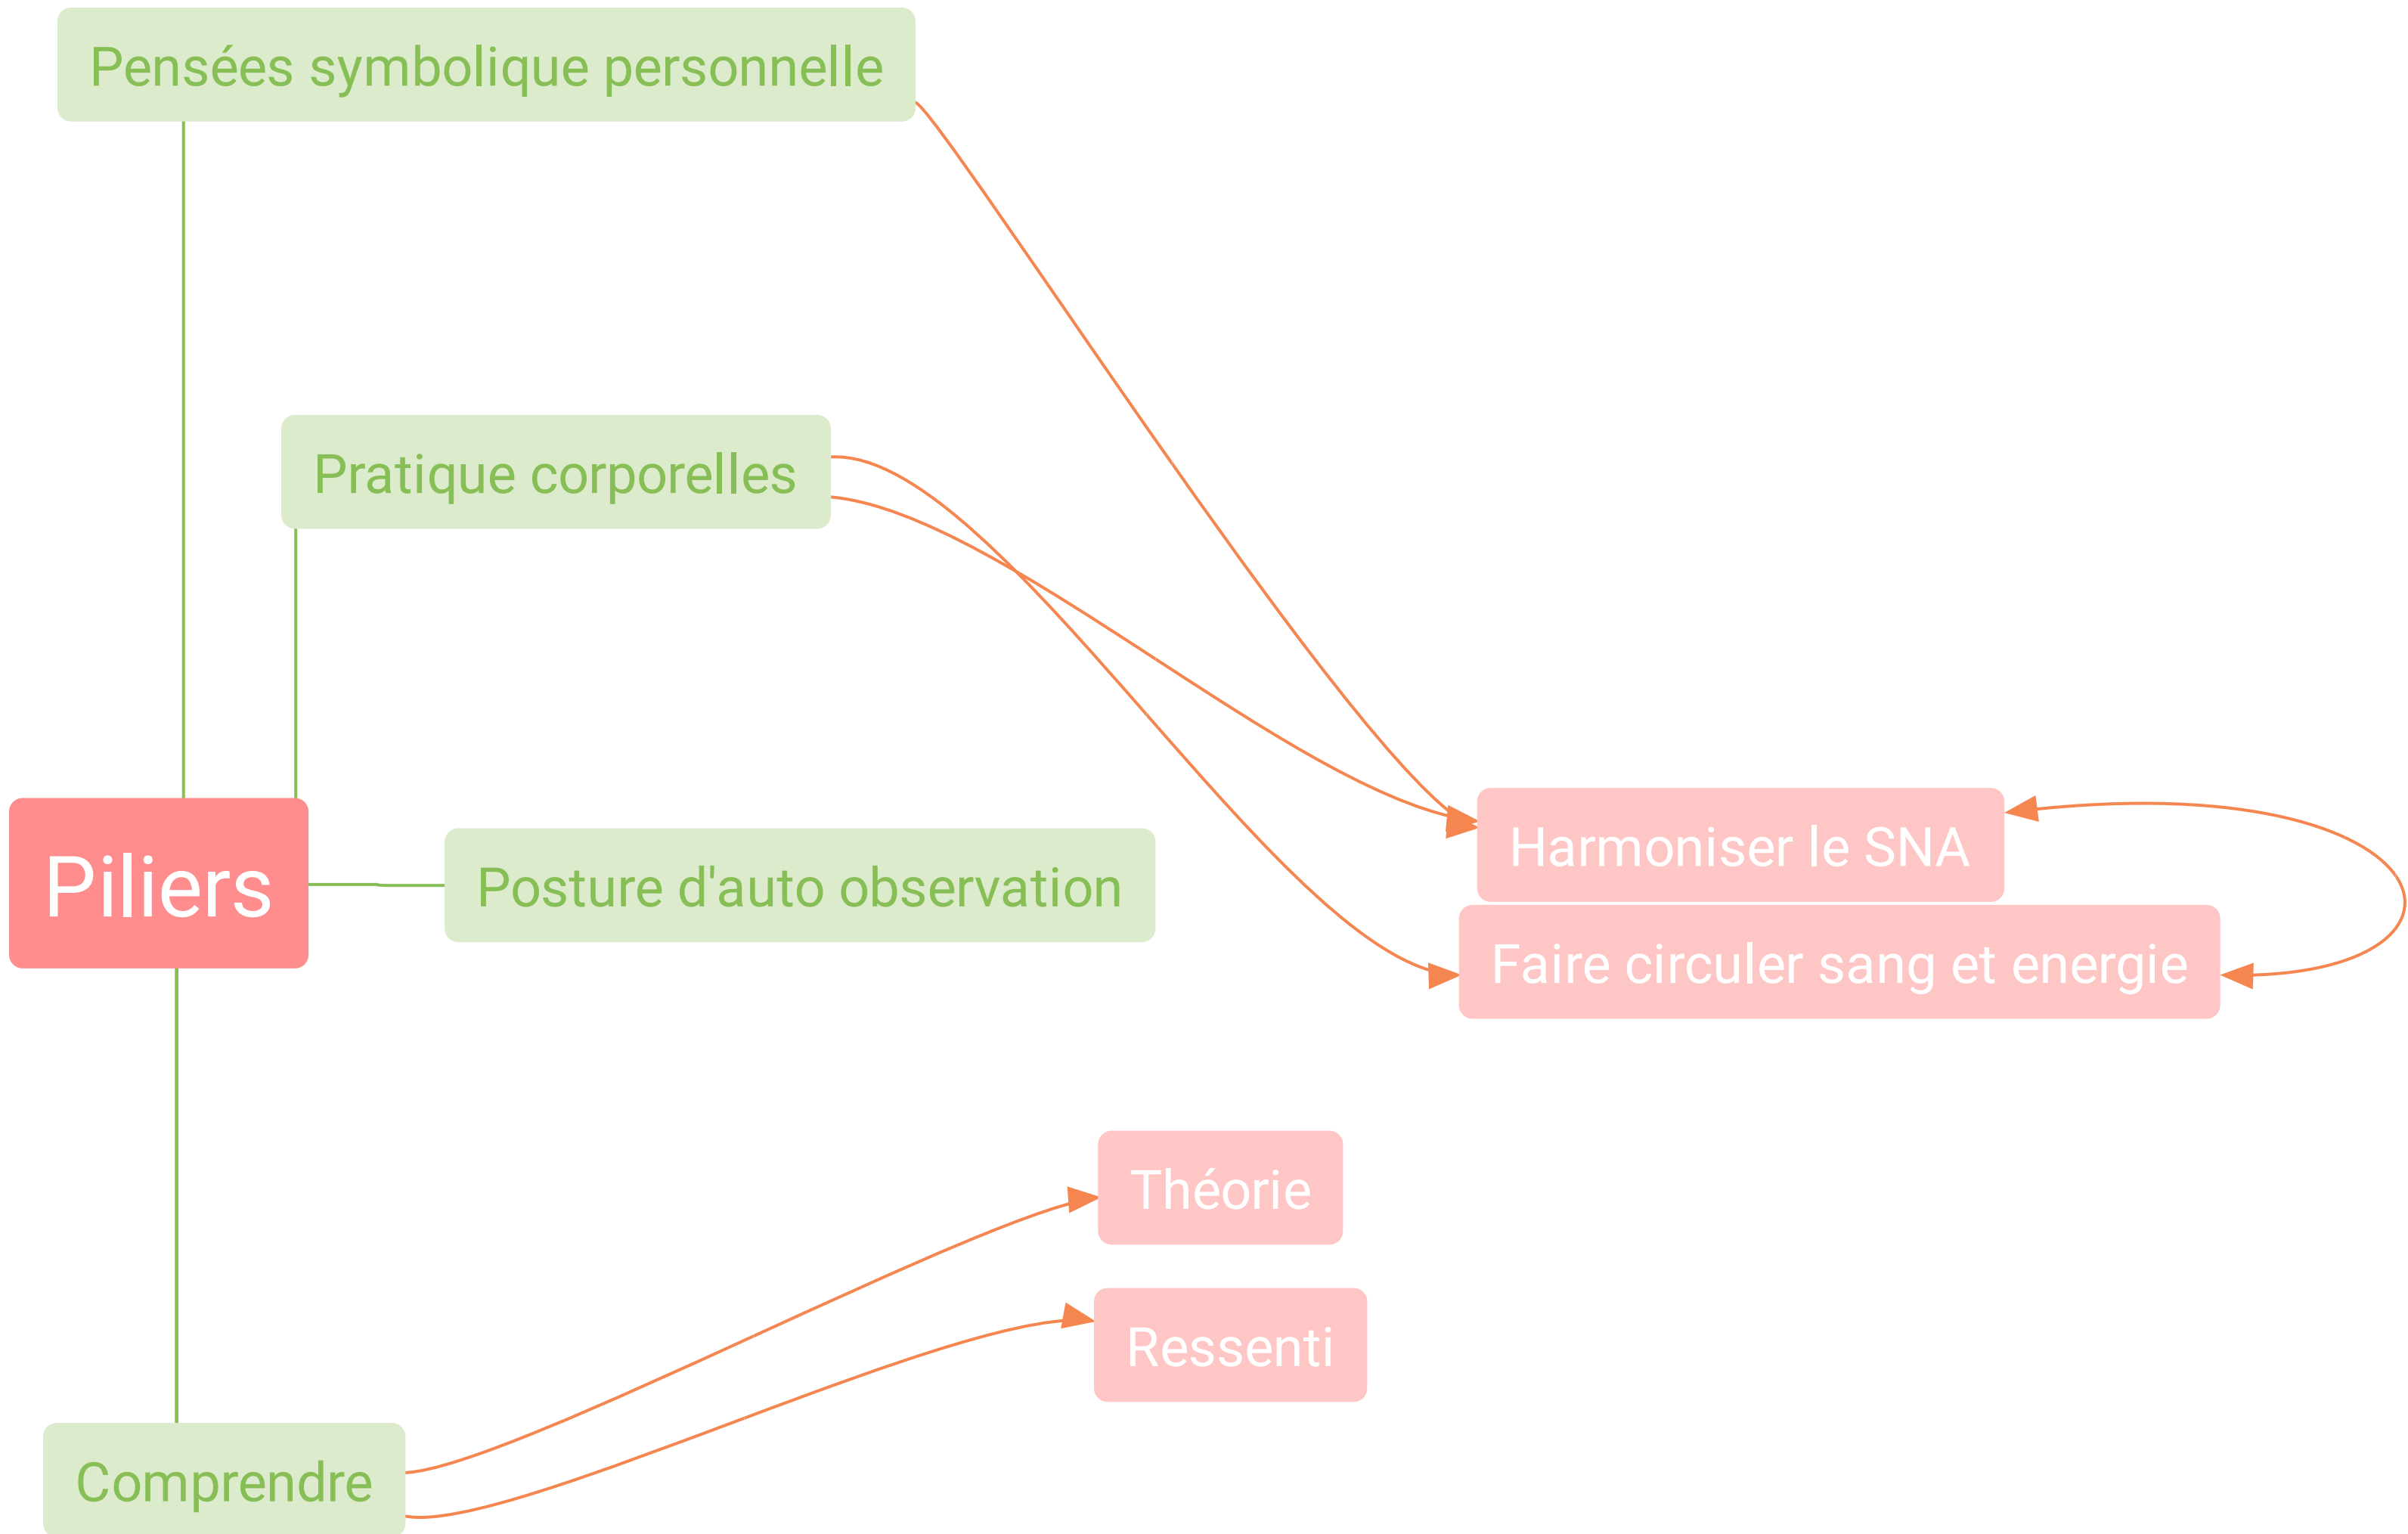 Pensées symbolique personnelle
Pratique corporelles
Piliers
Posture d'auto observation
Harmoniser le SNA
Faire circuler sang et energie
Théorie
Ressenti
Comprendre